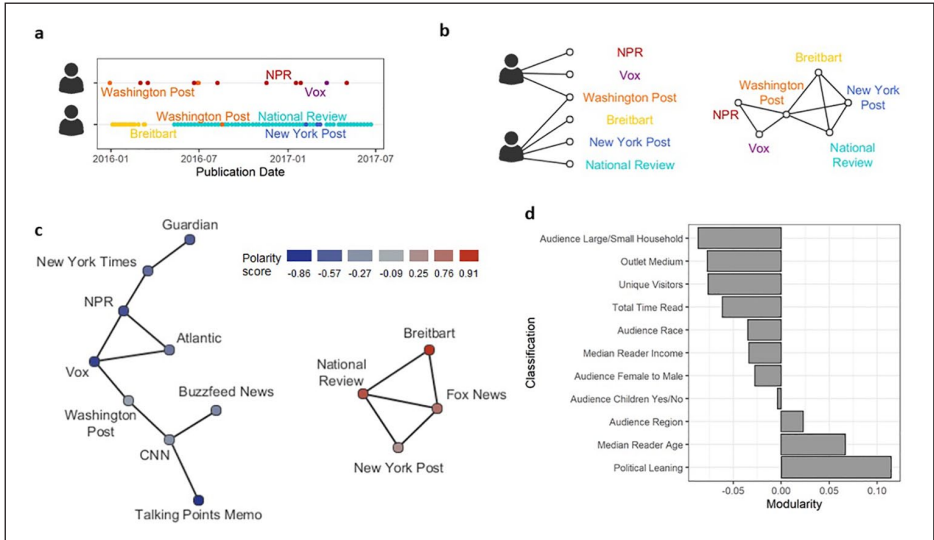 a
NPR
Washington Post
Vox
Washington Post
National Review
Breitbart
New York Post
2016-01
2016-07
2017-01
2017-07
Publication Date
b
NPR
Vox
Washington Post
Breitbart
New York Post
National Review
Breitbart
Washington
Post
New York
Post
NPR
Vox
National
Review
c
Guardian
New York Times
NPR
Atlantic
Vox
Buzzfeed News
Washington
Post
CNN
Talking Points Memo
Polarity
score
-0.86
-0.57
-0.27
-0.09
0.25
0.76
0.91
Breitbart
National
Review
Fox News
New York Post
d
Classification
Audience Large/Small Household
Outlet Medium
Unique Visitors
Total Time Read
Audience Race
Median Reader Income
Audience Female to Male
Audience Children Yes/No
Audience Region
Median Reader Age
Political Leaning
-0.05
0.00
0.05
0.10
Modularity